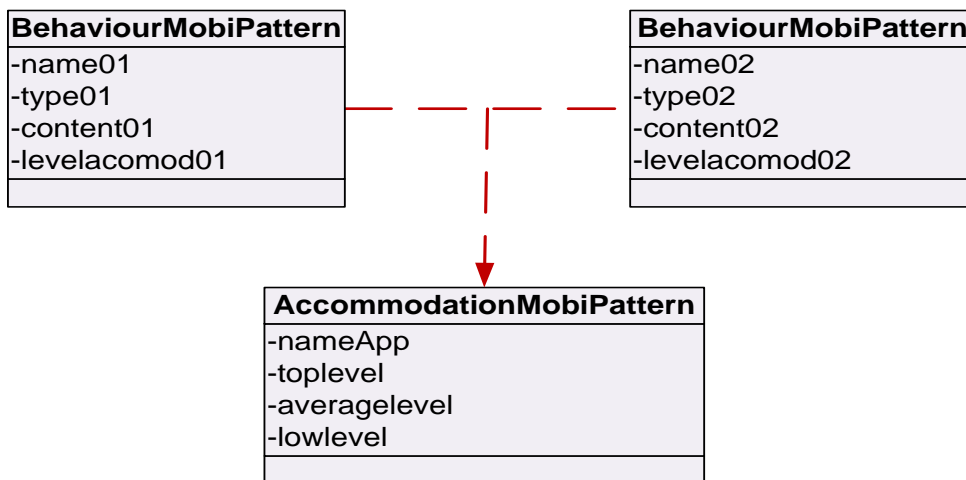 BehaviourMobiPattern
-name01
-type01
-content01
-levelacomod01
BehaviourMobiPattern
-name02
-type02
-content02
-levelacomod02
AccommodationMobiPattern
-nameApp
-toplevel
-averagelevel
-lowlevel